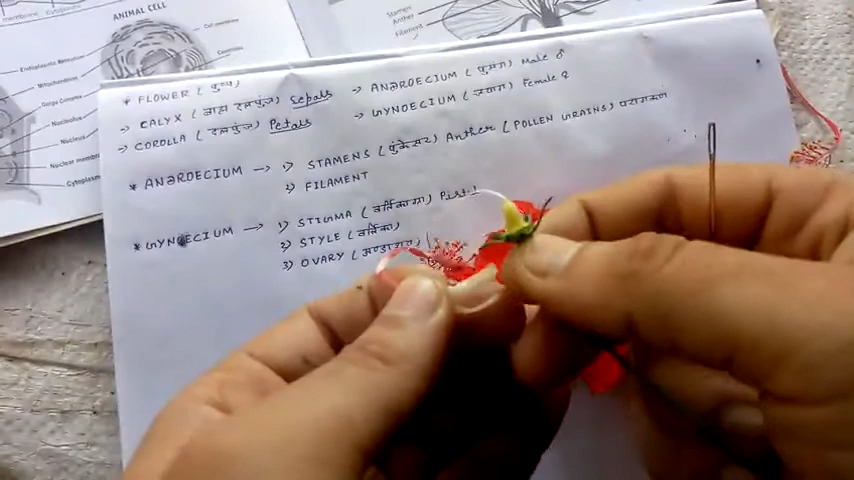 ANIMAL CELL
Cell membrane
Centrioles
Endoplasmic Reticulum
Mitochondrion
Golgi Complex
Cytoplasm
Nucleus
Nucleolus
Nuclear Membrane
Cytoplasm
Stamen
Anther
Filament
* FLOWER (पुष्प)
→ CALYX (बाह्य दलपुंज) Sepals
→ COROLLA (दलपुंज) Petals
→ ANDROECIUM (पुमंग) Male ♂
→ GYNOECIUM (जायांग) Female ♀
* ANDROECIUM → 1) STAMENS (पुंकेसर) Anther (POLLEN GRAINS) परागकण
2) FILAMENT
* GYNOECIUM → 1) STIGMA (वर्तिकाग्र)
2) STYLE (वर्तिका)
3) OVARY (अण्डाशय)